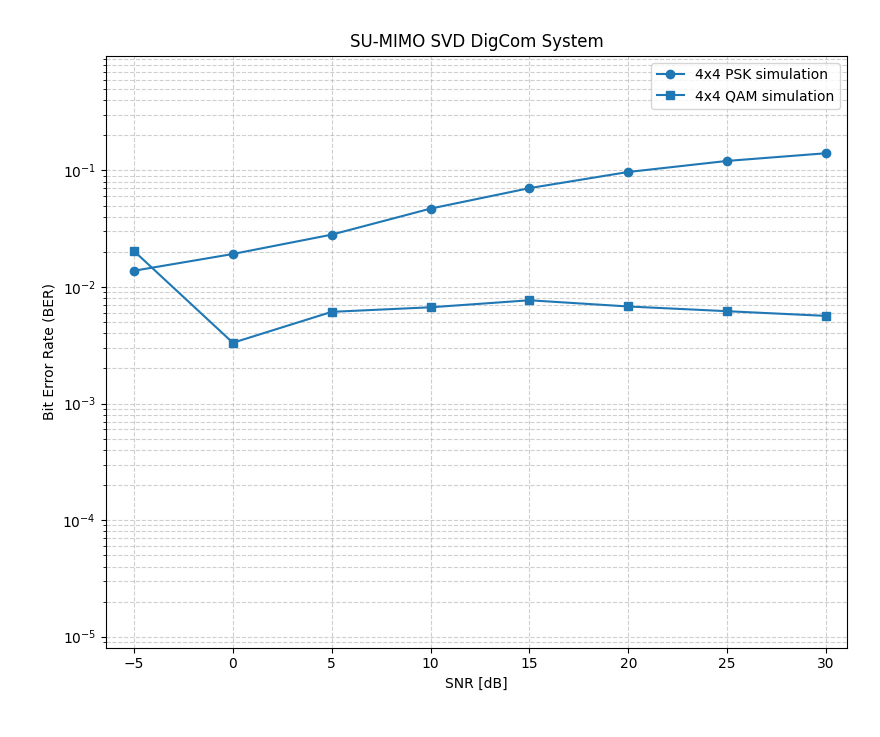 SU-MIMO SVD DigCom System
4x4 PSK simulation
4x4 QAM simulation
Bit Error Rate (BER)
10⁻¹
10⁻²
10⁻³
10⁻⁴
10⁻⁵
−5 0 5 10 15 20 25 30
SNR [dB]